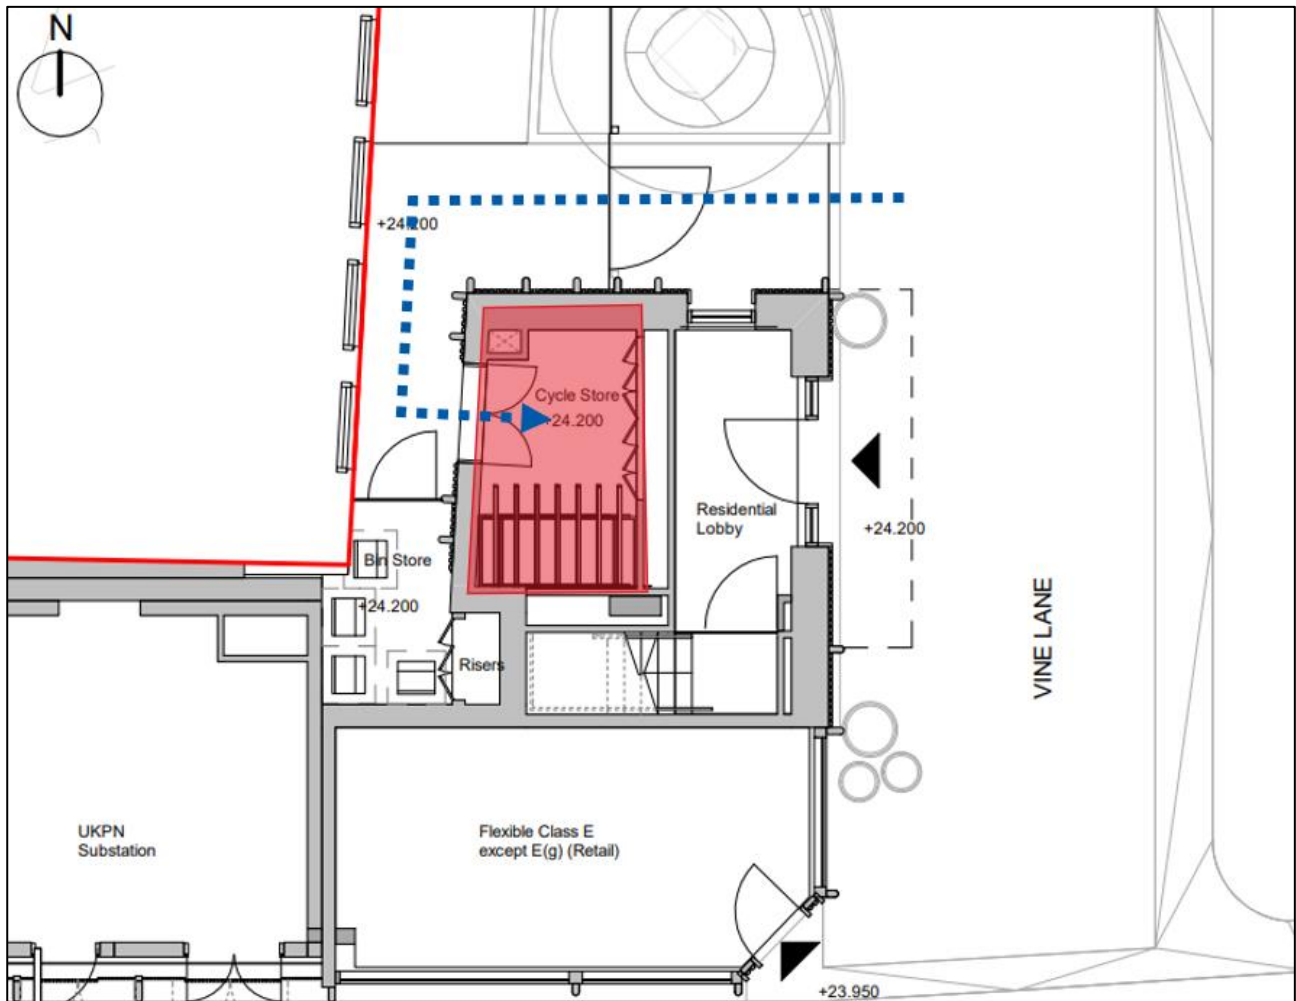 N
+24.200
Cycle Store
+24.200
Residential
Lobby
+24.200
Bin Store
+24.200
Risers
VINE LANE
UKPN
Substation
Flexible Class E
except E(g) (Retail)
+23.950